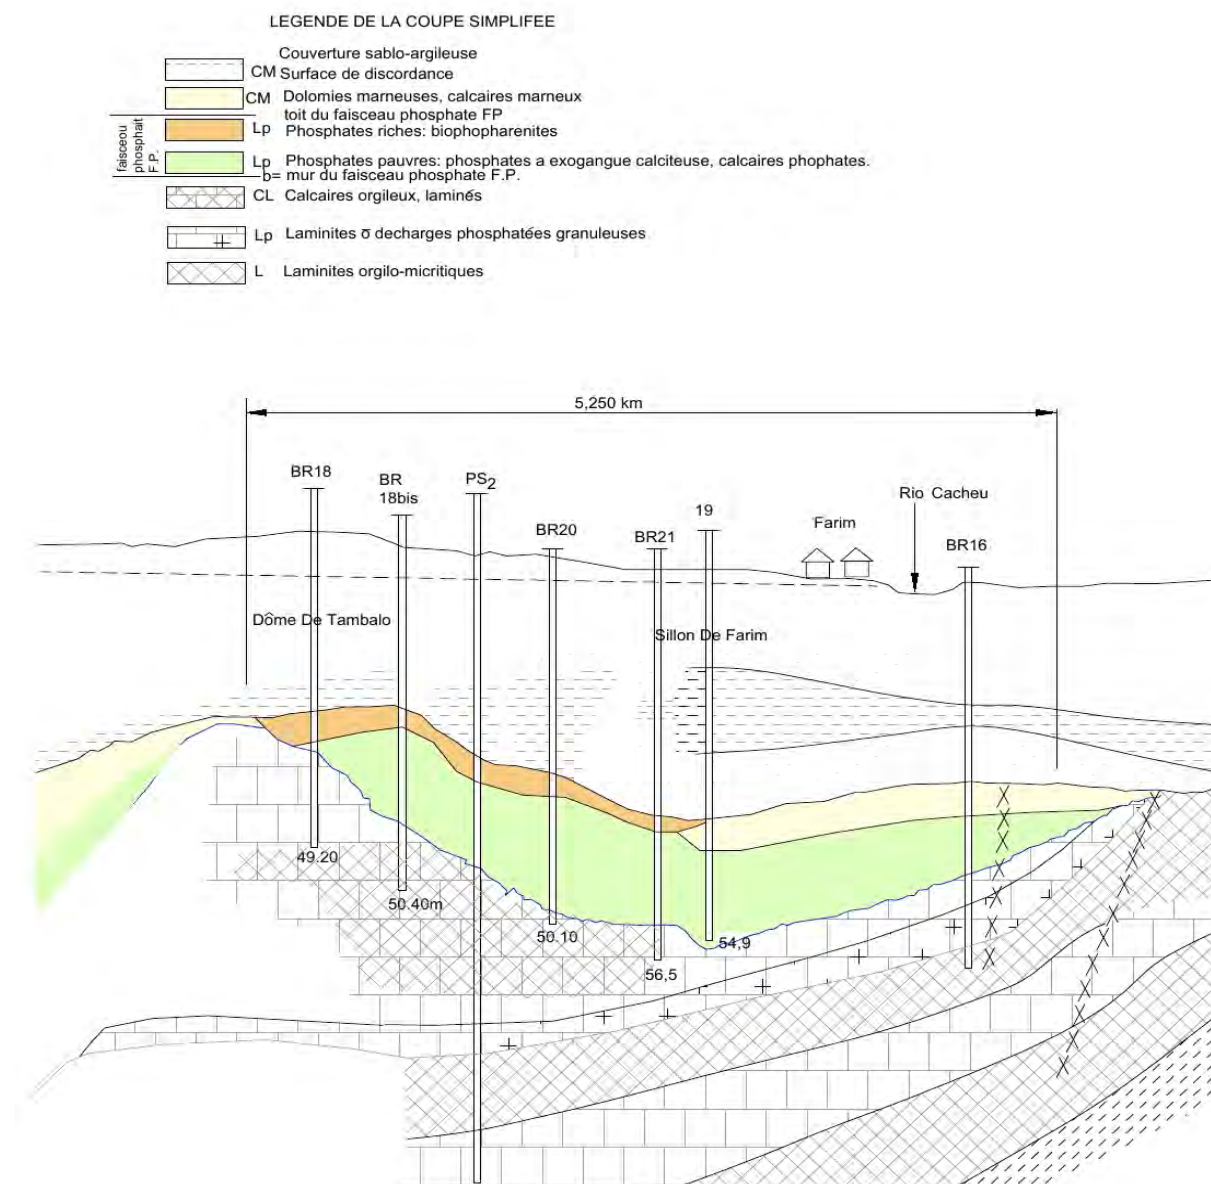 LEGENDE DE LA COUPE SIMPLIFEE
Couverture sablo-argileuse
CM Surface de discordance
CM Dolomies marneuses, calcaires marneux
toit du faisceau phosphate FP
faisceou
phosphait
F.P.
Lp Phosphates riches: biophopharenites
Lp Phosphates pauvres: phosphates a exogangue calciteuse, calcaires phophates.
b= mur du faisceau phosphate F.P.
CL Calcaires orgileux, laminés
Lp Laminites ō decharges phosphatées granuleuses
L Laminites orgilo-micritiques
5,250 km
BR18
BR
18bis
PS2
BR20
BR21
19
Farim
Rio Cacheu
BR16
Dôme De Tambalo
Sillon De Farim
49.20
50.40m
50.10
54,9
56,5